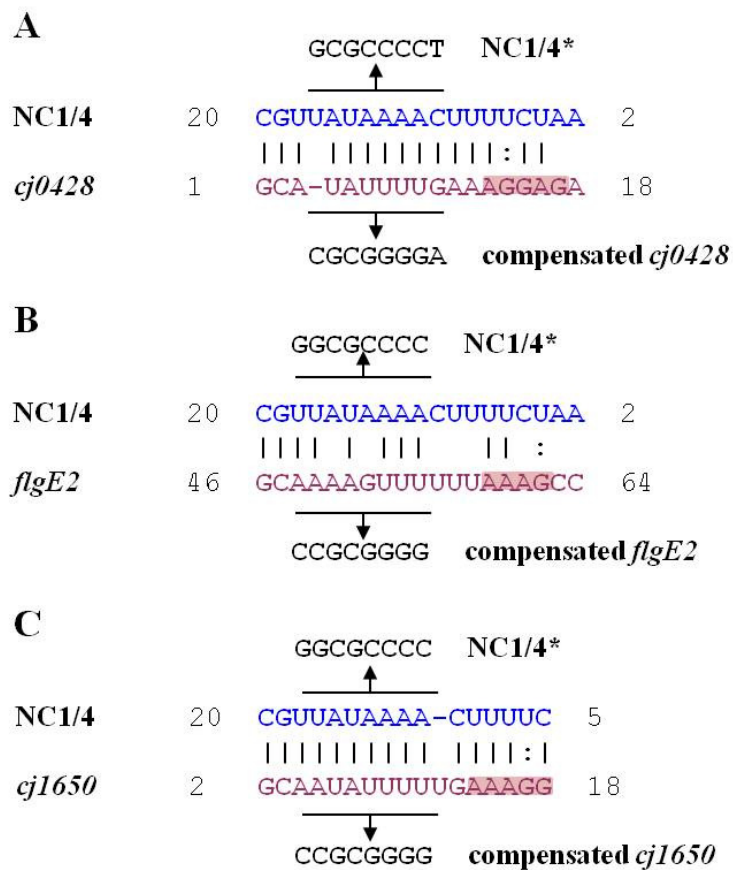 A
GCGCCCCT NC1/4*
NC1/4 20 CGUUAUAAAACUUUUCUAA 2
cj0428 1 GCA-UAUUUUGAAAGGAGA 18
CGCGGGGA compensated cj0428
B
GGCGCCCC NC1/4*
NC1/4 20 CGUUAUAAAACUUUUCUAA 2
flgE2 46 GCAAAAGUUUUUUAAAGCC 64
CCGCGGGG compensated flgE2
C
GGCGCCCC NC1/4*
NC1/4 20 CGUUAUAAAA-CUUUUC 5
cj1650 2 GCAAUAUUUUUGAAAGG 18
CCGCGGGG compensated cj1650